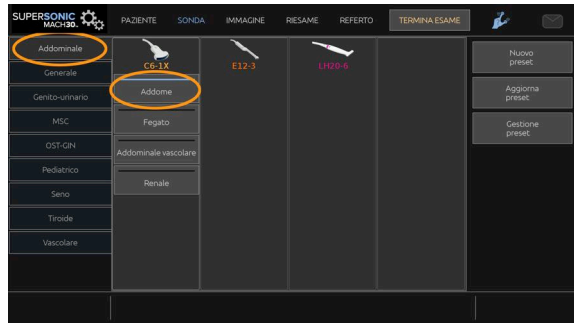 SUPERSONIC
MACH30.
PAZIENTE SONDA IMMAGINE RIESAME REFERTO TERMINA ESAME
Addominale
Generale
Genito-urinario
MSC
OST-GIN
Pediatrico
Seno
Tiroide
Vascolare
C6-1X E12-3 LH20-6
Addome
Fegato
Addominale vascolare
Renale
Nuovo
preset
Aggiorna
preset
Gestione
preset